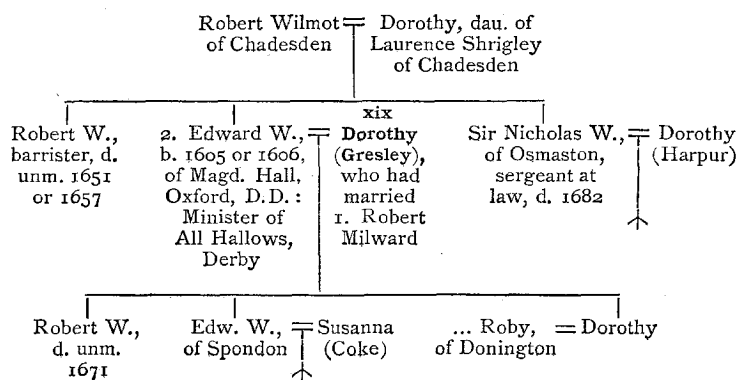 Robert Wilmot = Dorothy, dau. of
of Chadesden Laurence Shrigley
of Chadesden
xix
Robert W.,
barrister, d.
unm. 1651
or 1657
2. Edward W., =
b. 1605 or 1606,
of Magd. Hall,
Oxford, D.D. :
Minister of
All Hallows,
Derby
Dorothy
(Gresley),
who had
married
1. Robert
Milward
Sir Nicholas W., =
of Osmaston,
sergeant at
law, d. 1682
Dorothy
(Harpur)
Robert W.,
d. unm.
1671
Edw. W., =
of Spondon
Susanna
(Coke)
... Roby,
of Donington
= Dorothy